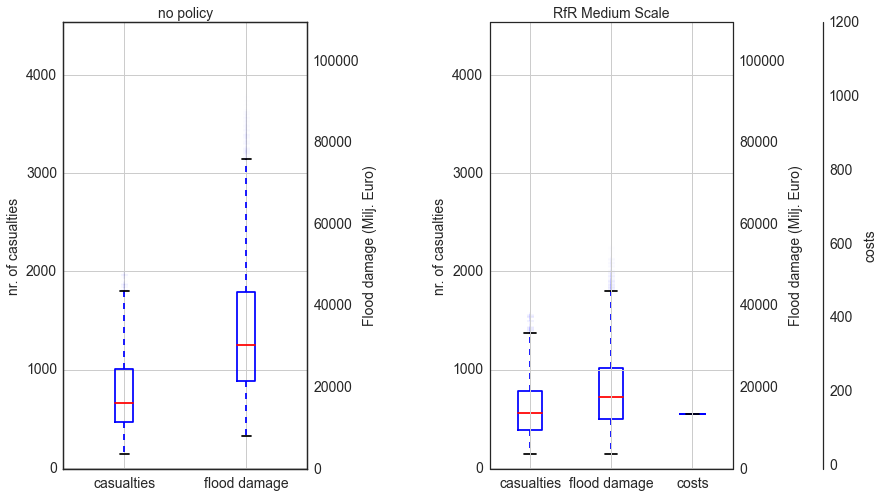 no policy
4000
3000
2000
1000
0
nr. of casualties
100000
80000
60000
40000
20000
0
Flood damage (Milj. Euro)
casualties
flood damage
RfR Medium Scale
4000
3000
2000
1000
0
nr. of casualties
100000
80000
60000
40000
20000
0
Flood damage (Milj. Euro)
1200
1000
800
600
400
200
0
costs
casualties
flood damage
costs